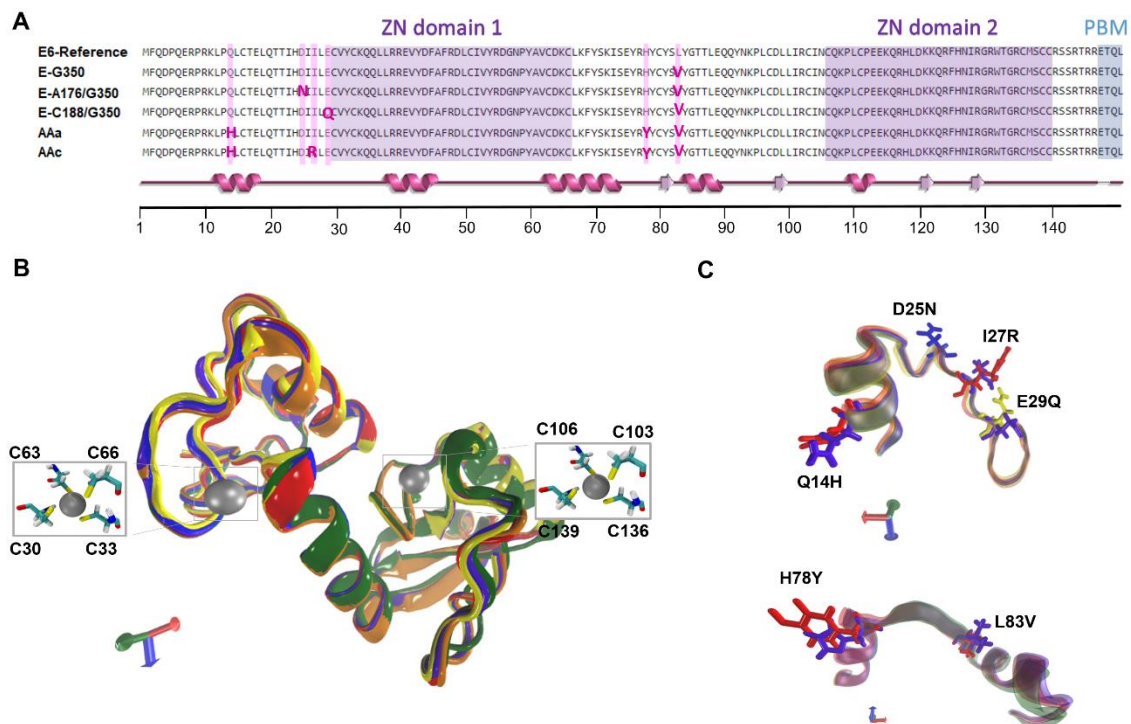 A
ZN domain 1 ZN domain 2 PBM
E6-Reference MFQDPQERPRKLPQLCTELQTTIHDIILECVYCKQQLLRREVYDFAFRDLCIVYRDGNPYAVCDKCLKFYSKISEYRHYCYSLYGTTLEQQYNKPLCDLLIRCINCQKPLCPEEKQRHLDKKQRFHNIRGRWTGRCMSCCRSSRTRRETQL
E-G350 MFQDPQERPRKLPQLCTELQTTIHDIILECVYCKQQLLRREVYDFAFRDLCIVYRDGNPYAVCDKCLKFYSKISEYRHYCYSVYGTTLEQQYNKPLCDLLIRCINCQKPLCPEEKQRHLDKKQRFHNIRGRWTGRCMSCCRSSRTRRETQL
E-A176/G350 MFQDPQERPRKLPQLCTELQTTIHNIILECVYCKQQLLRREVYDFAFRDLCIVYRDGNPYAVCDKCLKFYSKISEYRHYCYSVYGTTLEQQYNKPLCDLLIRCINCQKPLCPEEKQRHLDKKQRFHNIRGRWTGRCMSCCRSSRTRRETQL
E-C188/G350 MFQDPQERPRKLPQLCTELQTTIHDIILQCVYCKQQLLRREVYDFAFRDLCIVYRDGNPYAVCDKCLKFYSKISEYRHYCYSVYGTTLEQQYNKPLCDLLIRCINCQKPLCPEEKQRHLDKKQRFHNIRGRWTGRCMSCCRSSRTRRETQL
AAa MFQDPQERPRKLPHLCTELQTTIHDIILECVYCKQQLLRREVYDFAFRDLCIVYRDGNPYAVCDKCLKFYSKISEYRYYCYSVYGTTLEQQYNKPLCDLLIRCINCQKPLCPEEKQRHLDKKQRFHNIRGRWTGRCMSCCRSSRTRRETQL
AAc MFQDPQERPRKLPHLCTELQTTIHDIRLECVYCKQQLLRREVYDFAFRDLCIVYRDGNPYAVCDKCLKFYSKISEYRYYCYSVYGTTLEQQYNKPLCDLLIRCINCQKPLCPEEKQRHLDKKQRFHNIRGRWTGRCMSCCRSSRTRRETQL
1 10 20 30 40 50 60 70 80 90 100 110 120 130 140
B
C63 C66
C30 C33
C106 C103
C139 C136
C
D25N
I27R
E29Q
Q14H
H78Y
L83V